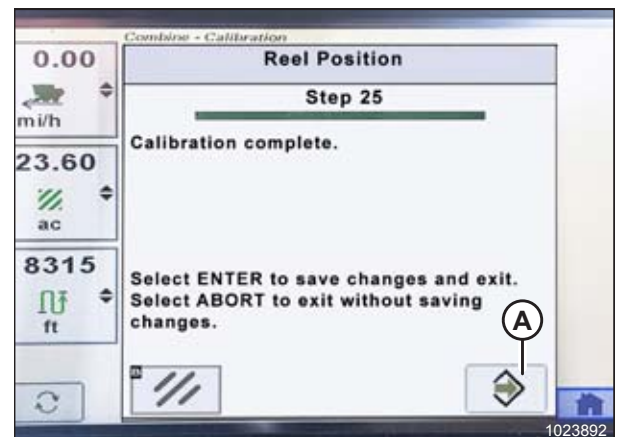 Combine - Calibration
0.00
mi/h
23.60
ac
8315
ft
Reel Position
Step 25
Calibration complete.
Select ENTER to save changes and exit.
Select ABORT to exit without saving
changes.
A
1023892